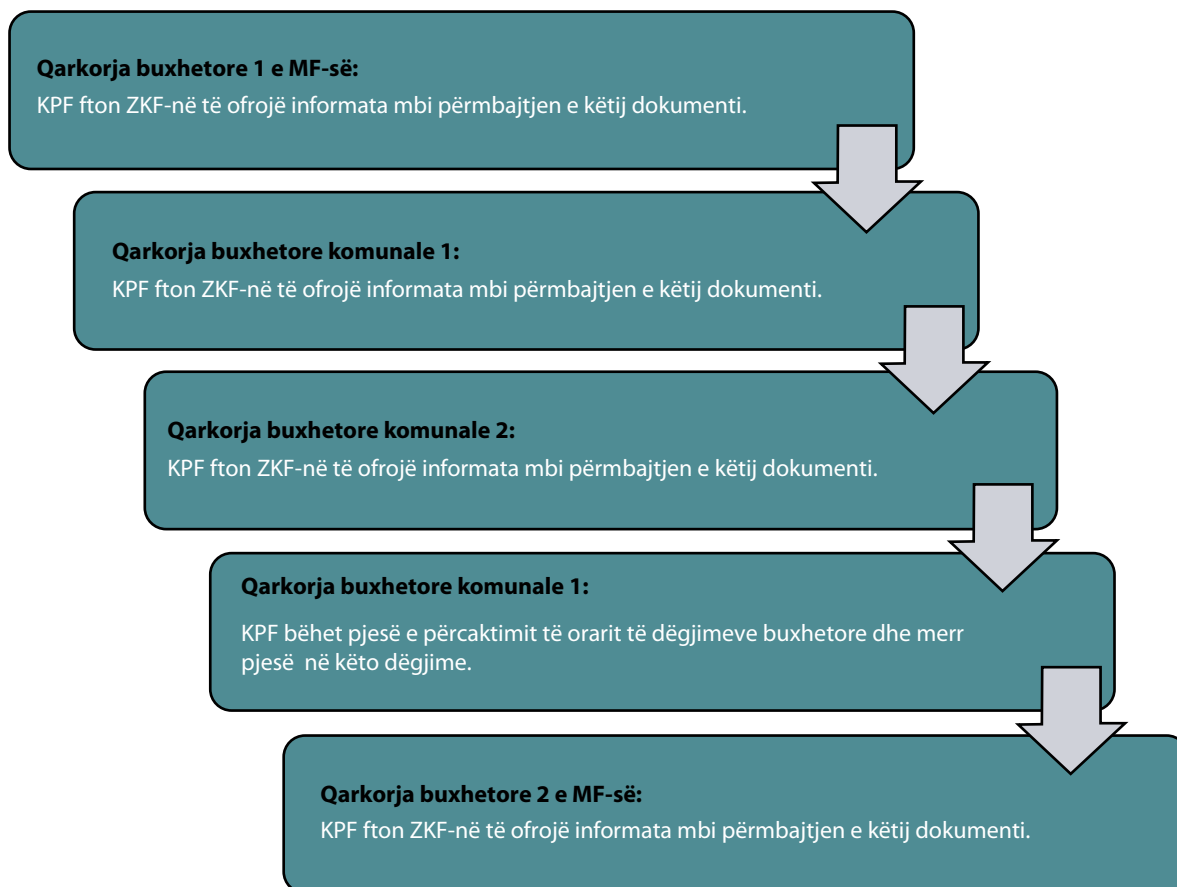 Qarkorja buxhetore 1 e MF-së:
KPF fton ZKF-në të ofrojë informata mbi përmbajtjen e këtij dokumenti.
Qarkorja buxhetore komunale 1:
KPF fton ZKF-në të ofrojë informata mbi përmbajtjen e këtij dokumenti.
Qarkorja buxhetore komunale 2:
KPF fton ZKF-në të ofrojë informata mbi përmbajtjen e këtij dokumenti.
Qarkorja buxhetore komunale 1:
KPF bëhet pjesë e përcaktimit të orarit të dëgjimeve buxhetore dhe merr
pjesë në këto dëgjime.
Qarkorja buxhetore 2 e MF-së:
KPF fton ZKF-në të ofrojë informata mbi përmbajtjen e këtij dokumenti.